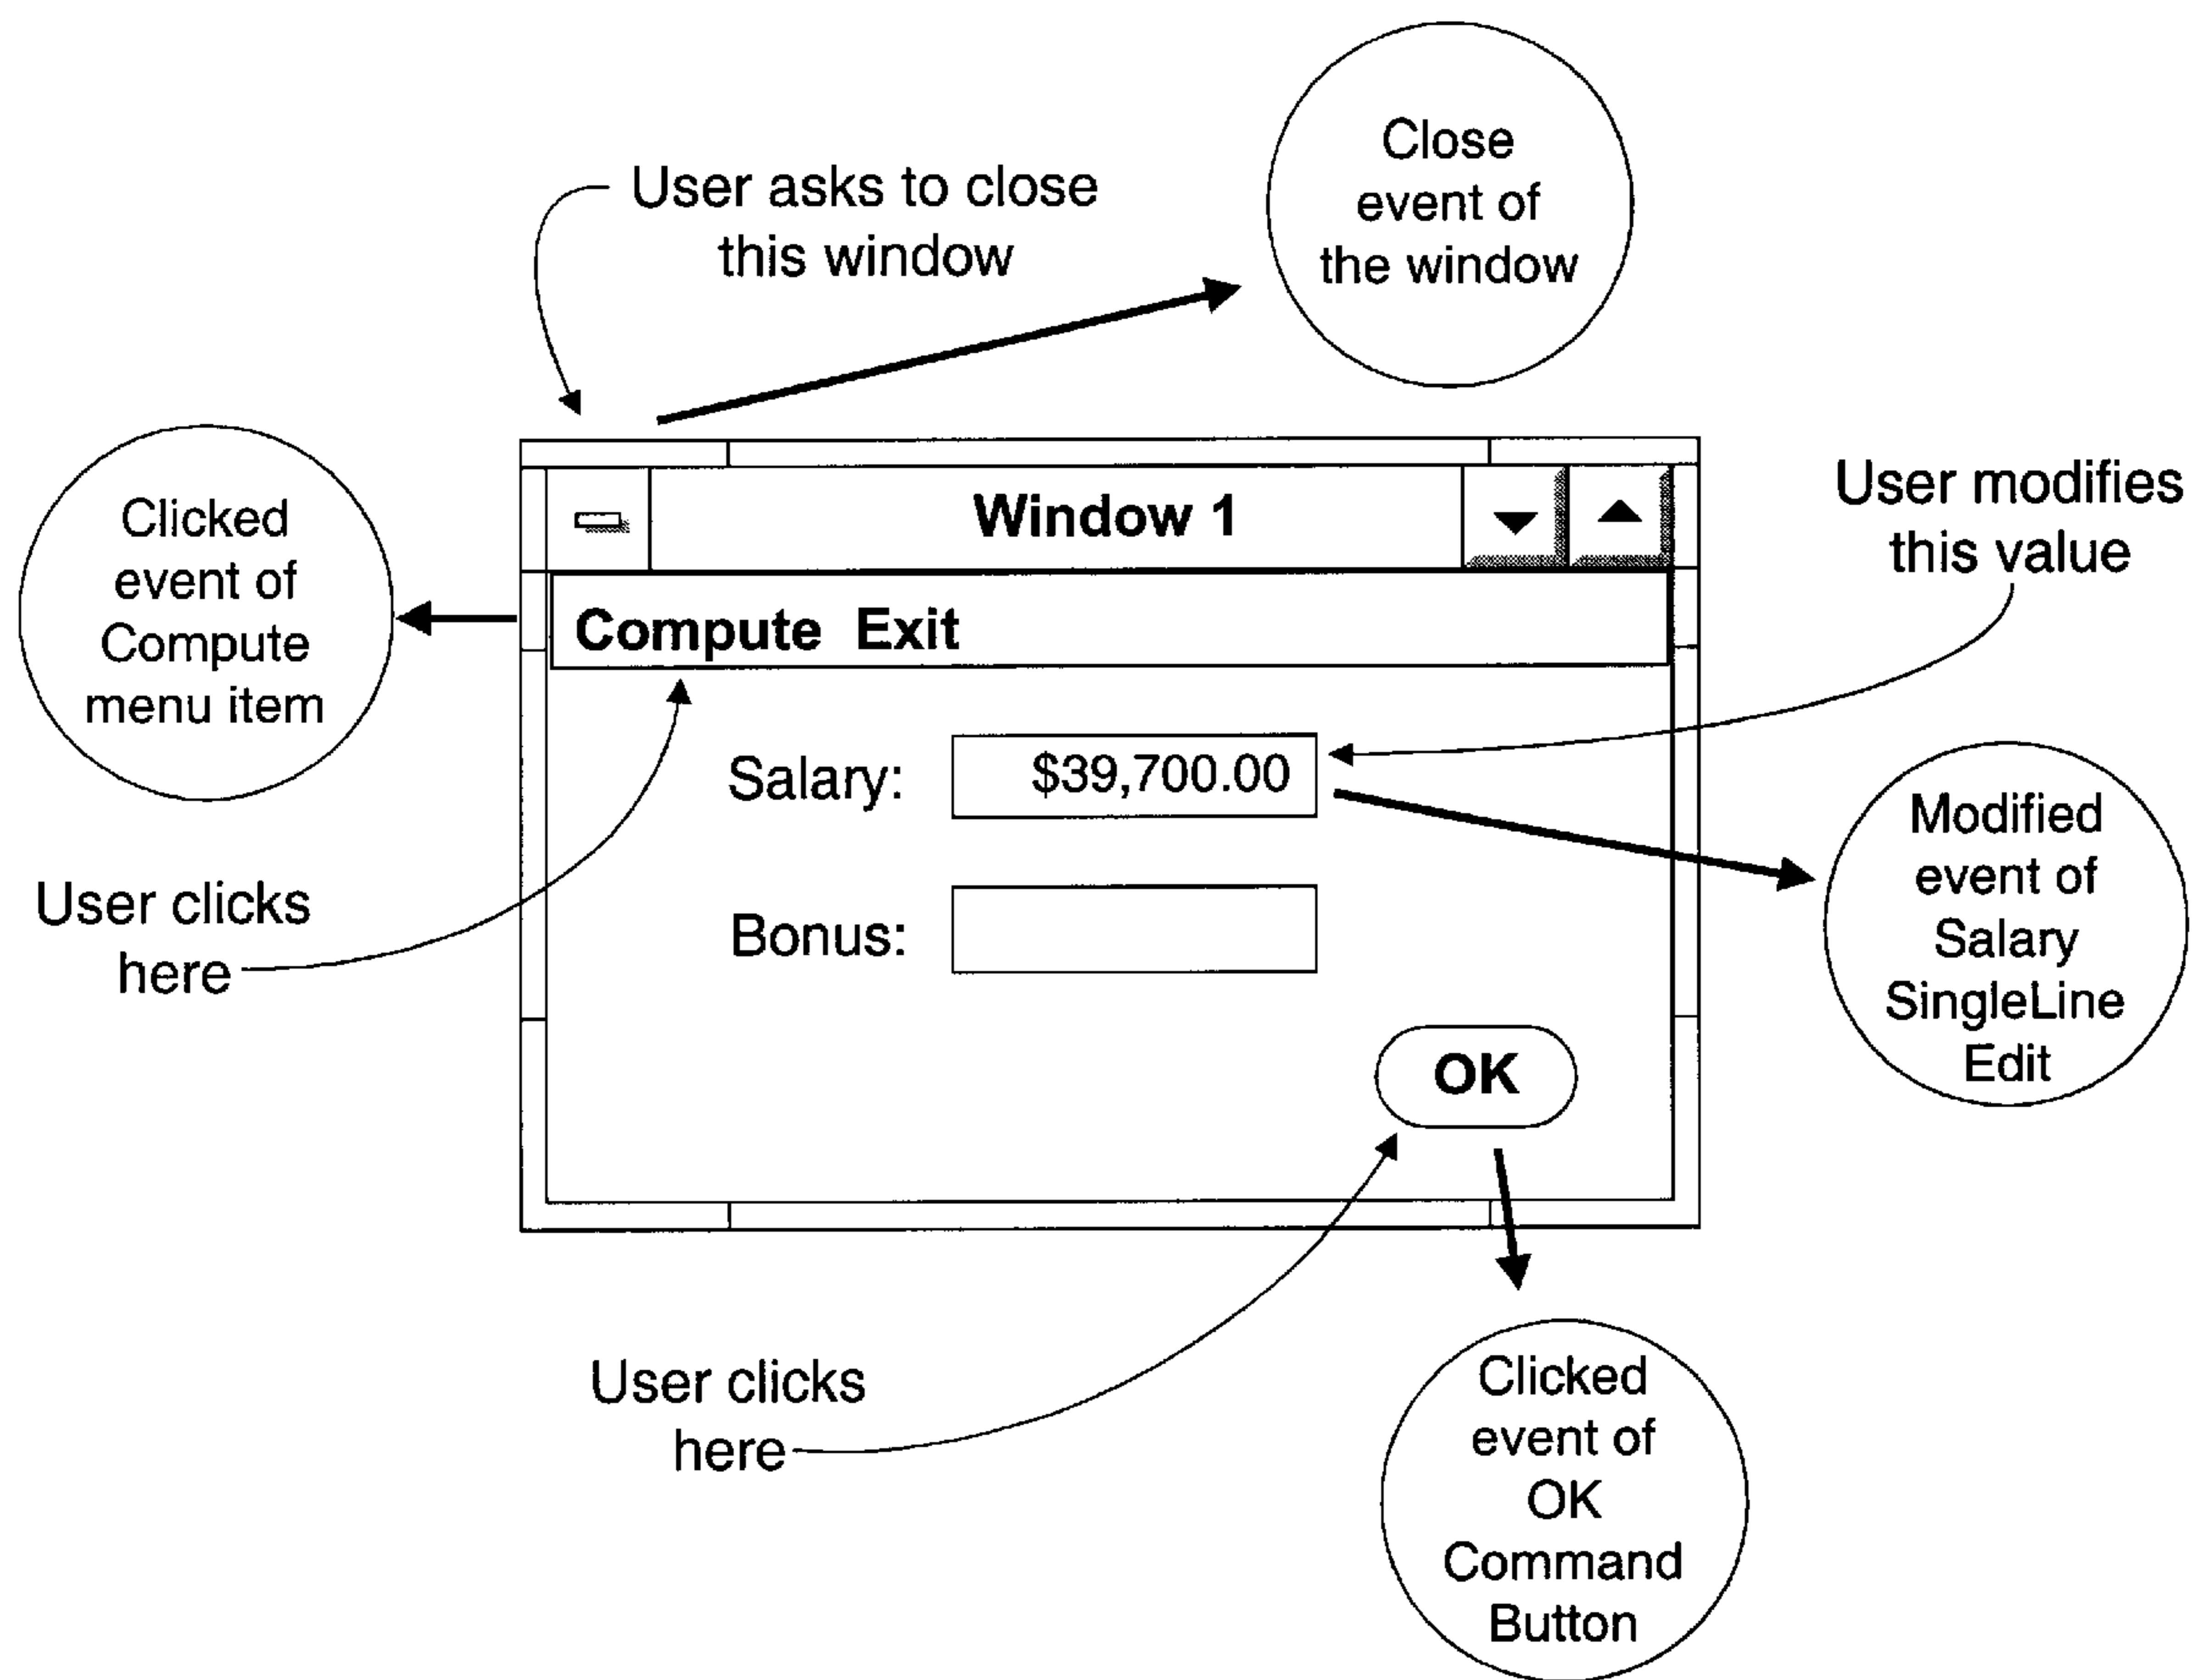 User asks to close
this window
Close
event of
the window
Clicked
event of
Compute
menu item
Window 1
Compute Exit
User modifies
this value
Salary: $39,700.00
Bonus:
OK
User clicks
here
Modified
event of
Salary
SingleLine
Edit
User clicks
here
Clicked
event of
OK
Command
Button